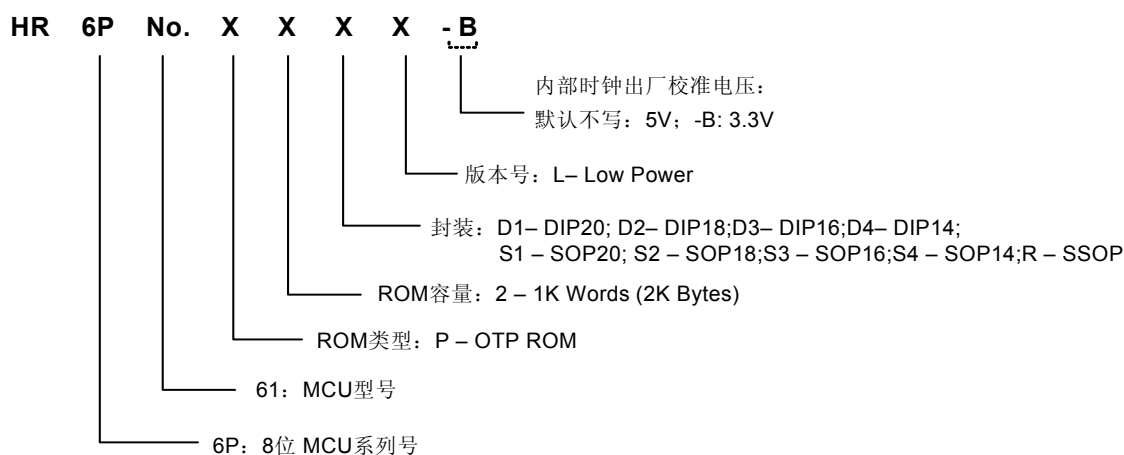 HR 6P No. X X X X - B
内部时钟出厂校准电压：
默认不写：5V；-B: 3.3V
版本号：L– Low Power
封装：D1– DIP20; D2– DIP18;D3– DIP16;D4– DIP14;
S1 – SOP20; S2 – SOP18;S3 – SOP16;S4 – SOP14;R – SSOP
ROM容量：2 – 1K Words (2K Bytes)
ROM类型：P – OTP ROM
61：MCU型号
6P：8位 MCU系列号